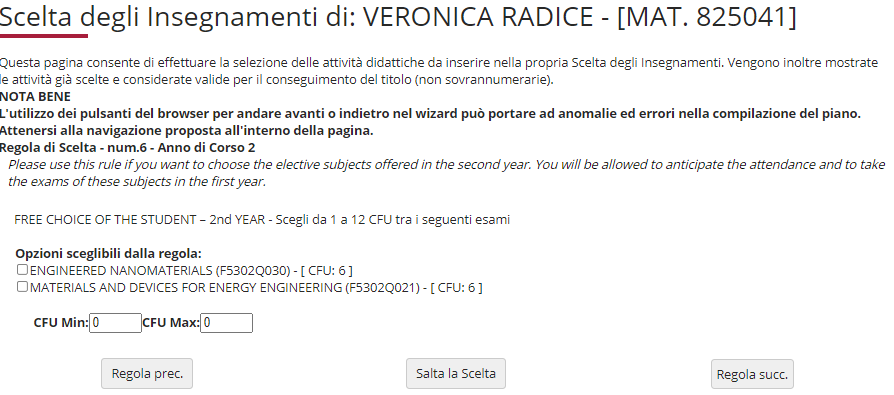 Scelta degli Insegnamenti di: VERONICA RADICE - [MAT. 825041]
Questa pagina consente di effettuare la selezione delle attività didattiche da inserire nella propria Scelta degli Insegnamenti. Vengono inoltre mostrate
le attività già scelte e considerate valide per il conseguimento del titolo (non sovrannumerarie).
NOTA BENE
L'utilizzo dei pulsanti del browser per andare avanti o indietro nel wizard può portare ad anomalie ed errori nella compilazione del piano.
Attenersi alla navigazione proposta all'interno della pagina.
Regola di Scelta - num.6 - Anno di Corso 2
Please use this rule if you want to choose the elective subjects offered in the second year. You will be allowed to anticipate the attendance and to take
the exams of these subjects in the first year.
FREE CHOICE OF THE STUDENT – 2nd YEAR - Scegli da 1 a 12 CFU tra i seguenti esami
Opzioni sceglibili dalla regola:
ENGINEERED NANOMATERIALS (F5302Q030) - [ CFU: 6 ]
MATERIALS AND DEVICES FOR ENERGY ENGINEERING (F5302Q021) - [ CFU: 6 ]
CFU Min: 0 CFU Max: 0
Regola prec. Salta la Scelta Regola succ.